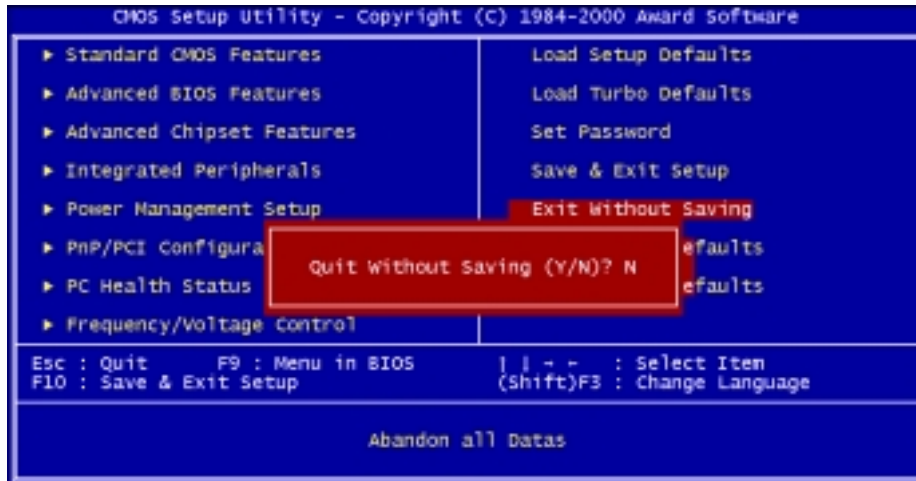 CMOS Setup Utility - Copyright (C) 1984-2000 Award Software
Standard CMOS Features
Advanced BIOS Features
Advanced Chipset Features
Integrated Peripherals
Power Management Setup
PnP/PCI Configura
PC Health Status
Frequency/Voltage Control
Load Setup Defaults
Load Turbo Defaults
Set Password
Save & Exit Setup
Exit Without Saving
efaults
efaults
Quit Without Saving (Y/N)? N
Esc : Quit F9 : Menu in BIOS : Select Item
F10 : Save & Exit Setup (Shift)F3 : Change Language
Abandon all Datas